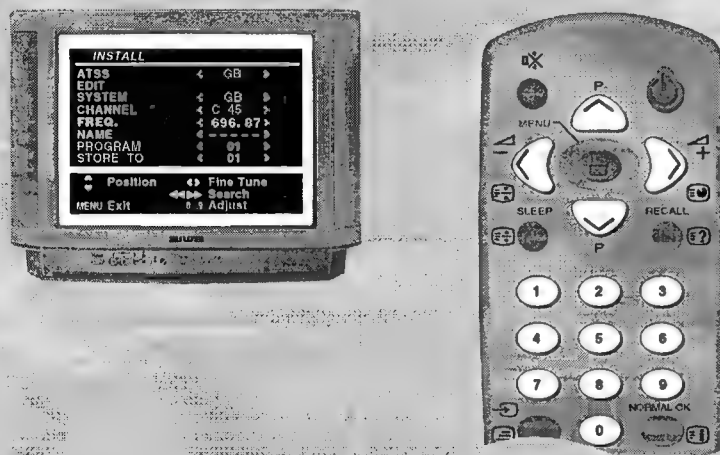 INSTALL
ATSS GB
EDIT
SYSTEM GB
CHANNEL C 45
FREQ. 696.87
NAME - - - - -
PROGRAM 01
STORE TO 01
Position Fine Tune
Search
MENU Exit 0..9 Adjust
P
MENU
- +
SLEEP RECALL
P
1 2 3
4 5 6
7 8 9
NORMAL OK
0